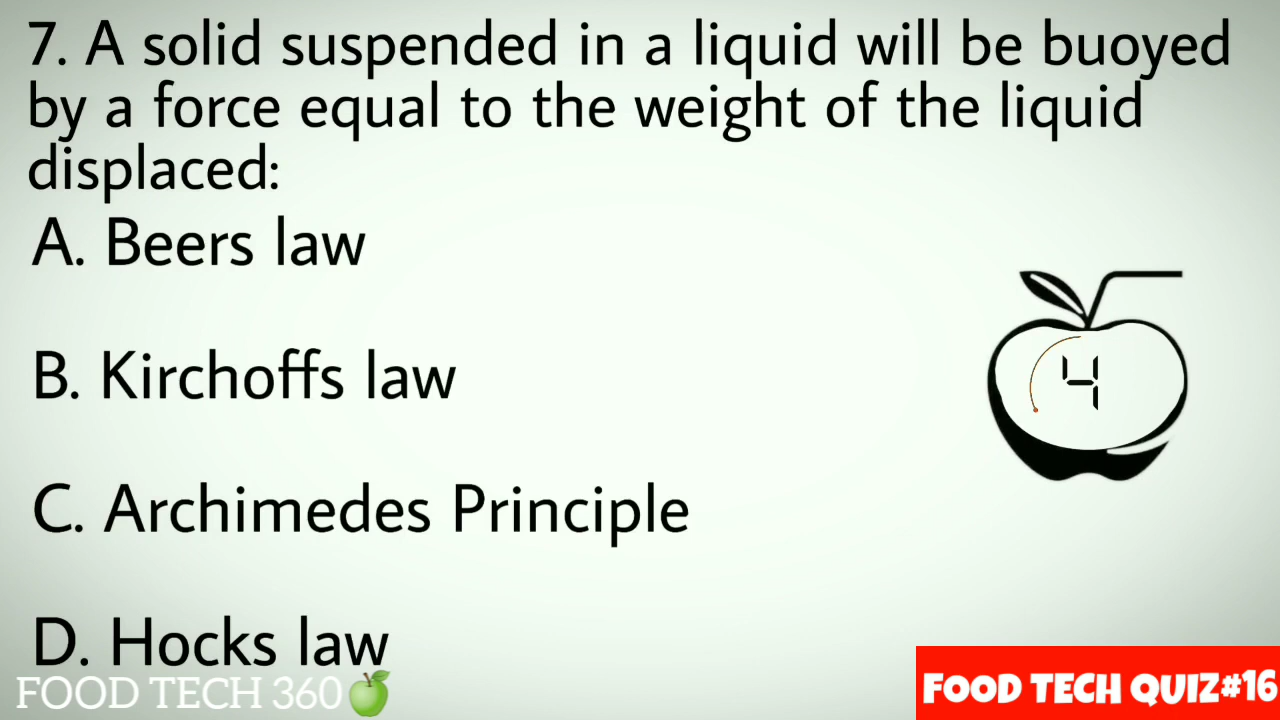 7. A solid suspended in a liquid will be buoyed
by a force equal to the weight of the liquid
displaced:
A. Beers law
B. Kirchoffs law
4
C. Archimedes Principle
D. Hocks law
FOOD TECH 360
FOOD TECH QUIZ#16